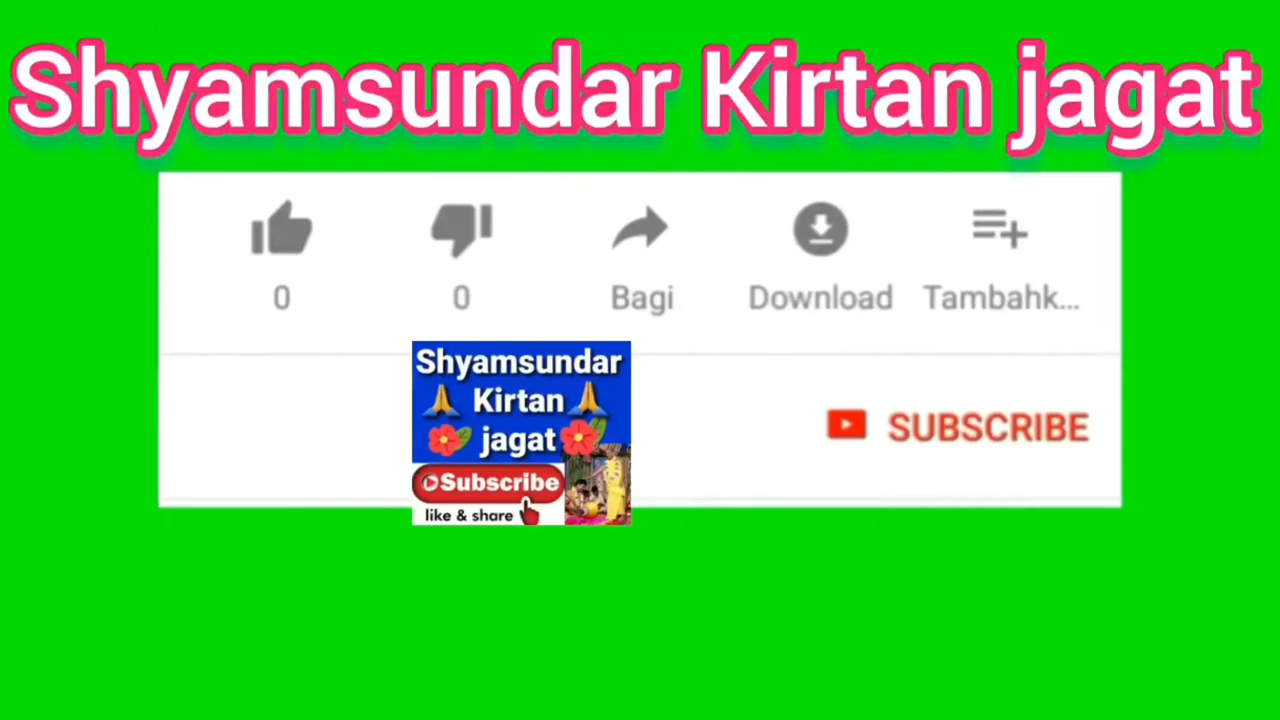 Shyamsundar Kirtan jagat
0 0 Bagi Download Tambahk...
Shyamsundar
Kirtan
jagat
SUBSCRIBE
Subscribe
like & share